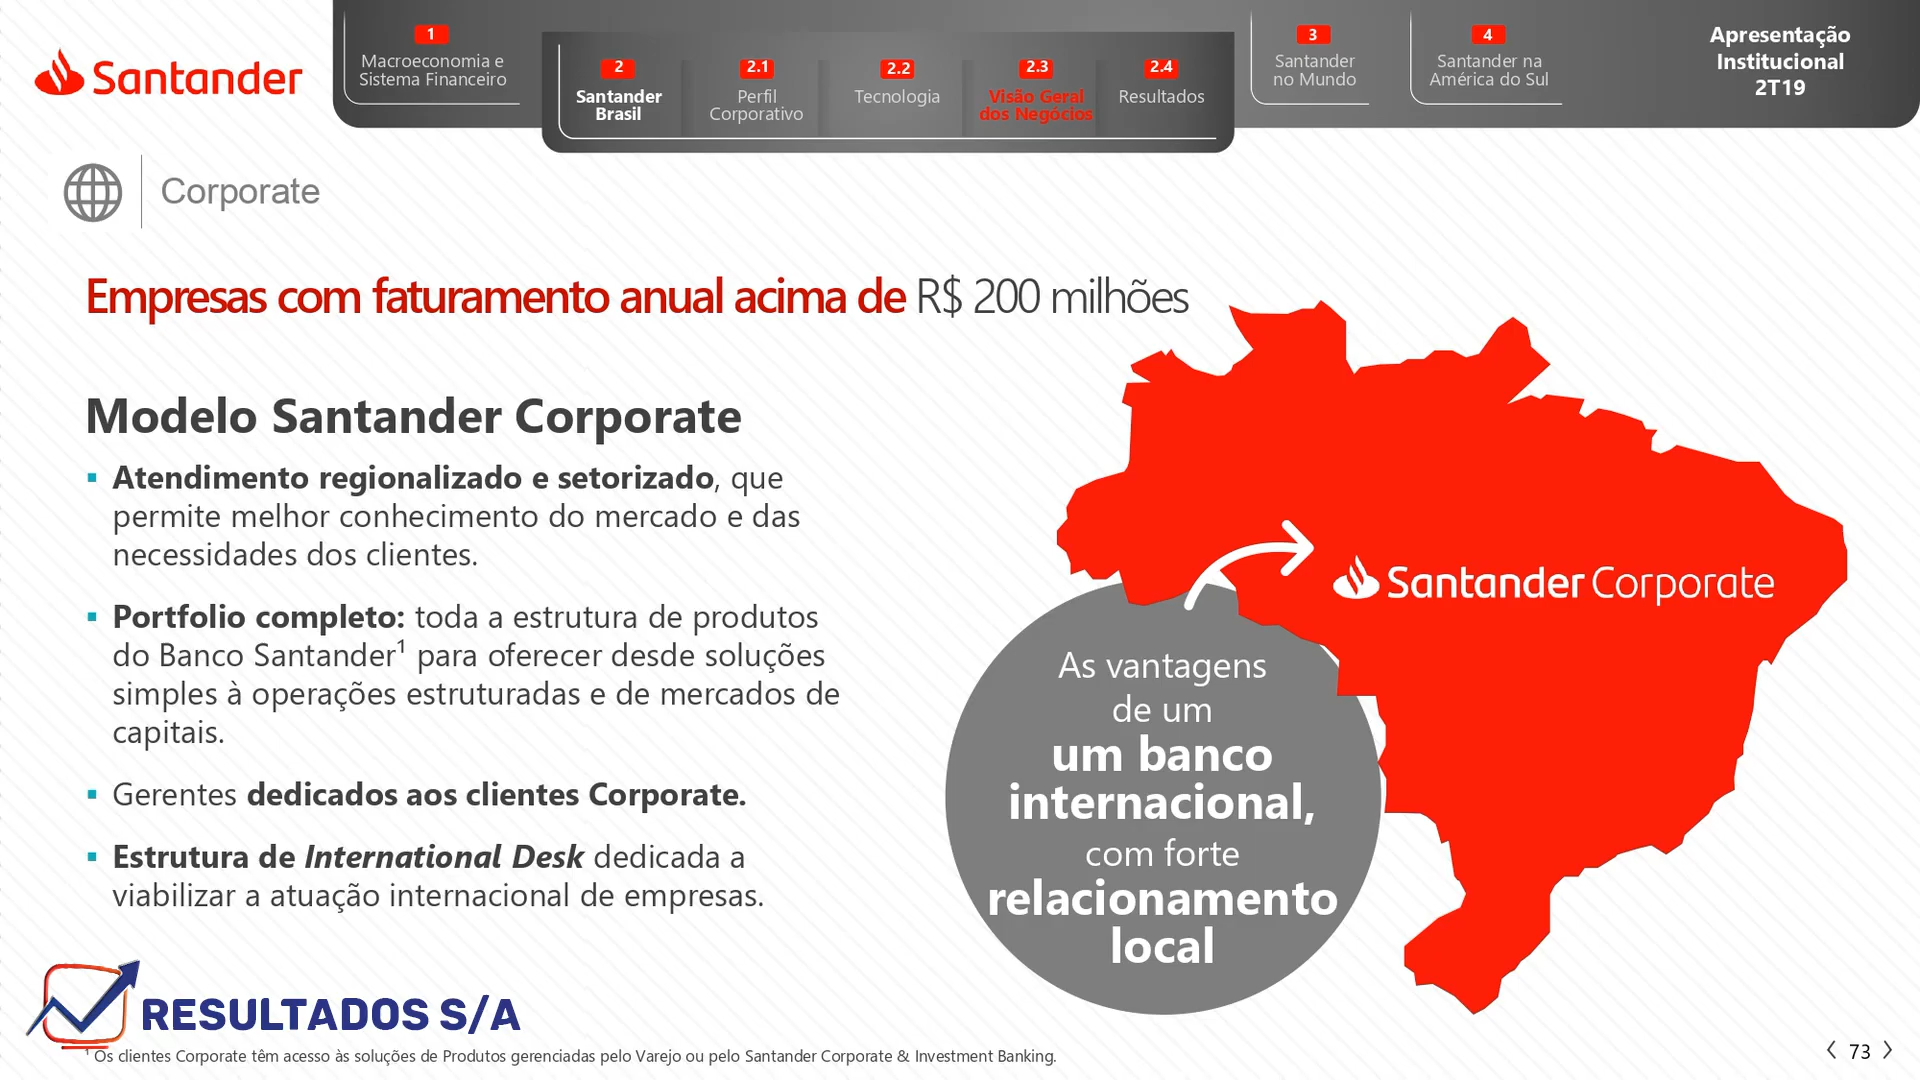 Santander
1
Macroeconomia e
Sistema Financeiro
2
Santander
Brasil
2.1
Perfil
Corporativo
2.2
Tecnologia
2.3
Visão Geral
dos Negócios
2.4
Resultados
3
Santander
no Mundo
4
Santander na
América do Sul
Apresentação
Institucional
2T19
Corporate
Empresas com faturamento anual acima de R$ 200 milhões
Modelo Santander Corporate
▪ Atendimento regionalizado e setorizado, que
permite melhor conhecimento do mercado e das
necessidades dos clientes.
▪ Portfolio completo: toda a estrutura de produtos
do Banco Santander¹ para oferecer desde soluções
simples à operações estruturadas e de mercados de
capitais.
▪ Gerentes dedicados aos clientes Corporate.
▪ Estrutura de International Desk dedicada a
viabilizar a atuação internacional de empresas.
Santander Corporate
As vantagens
de um
um banco
internacional,
com forte
relacionamento
local
RESULTADOS S/A
¹ Os clientes Corporate têm acesso às soluções de Produtos gerenciadas pelo Varejo ou pelo Santander Corporate & Investment Banking.
73